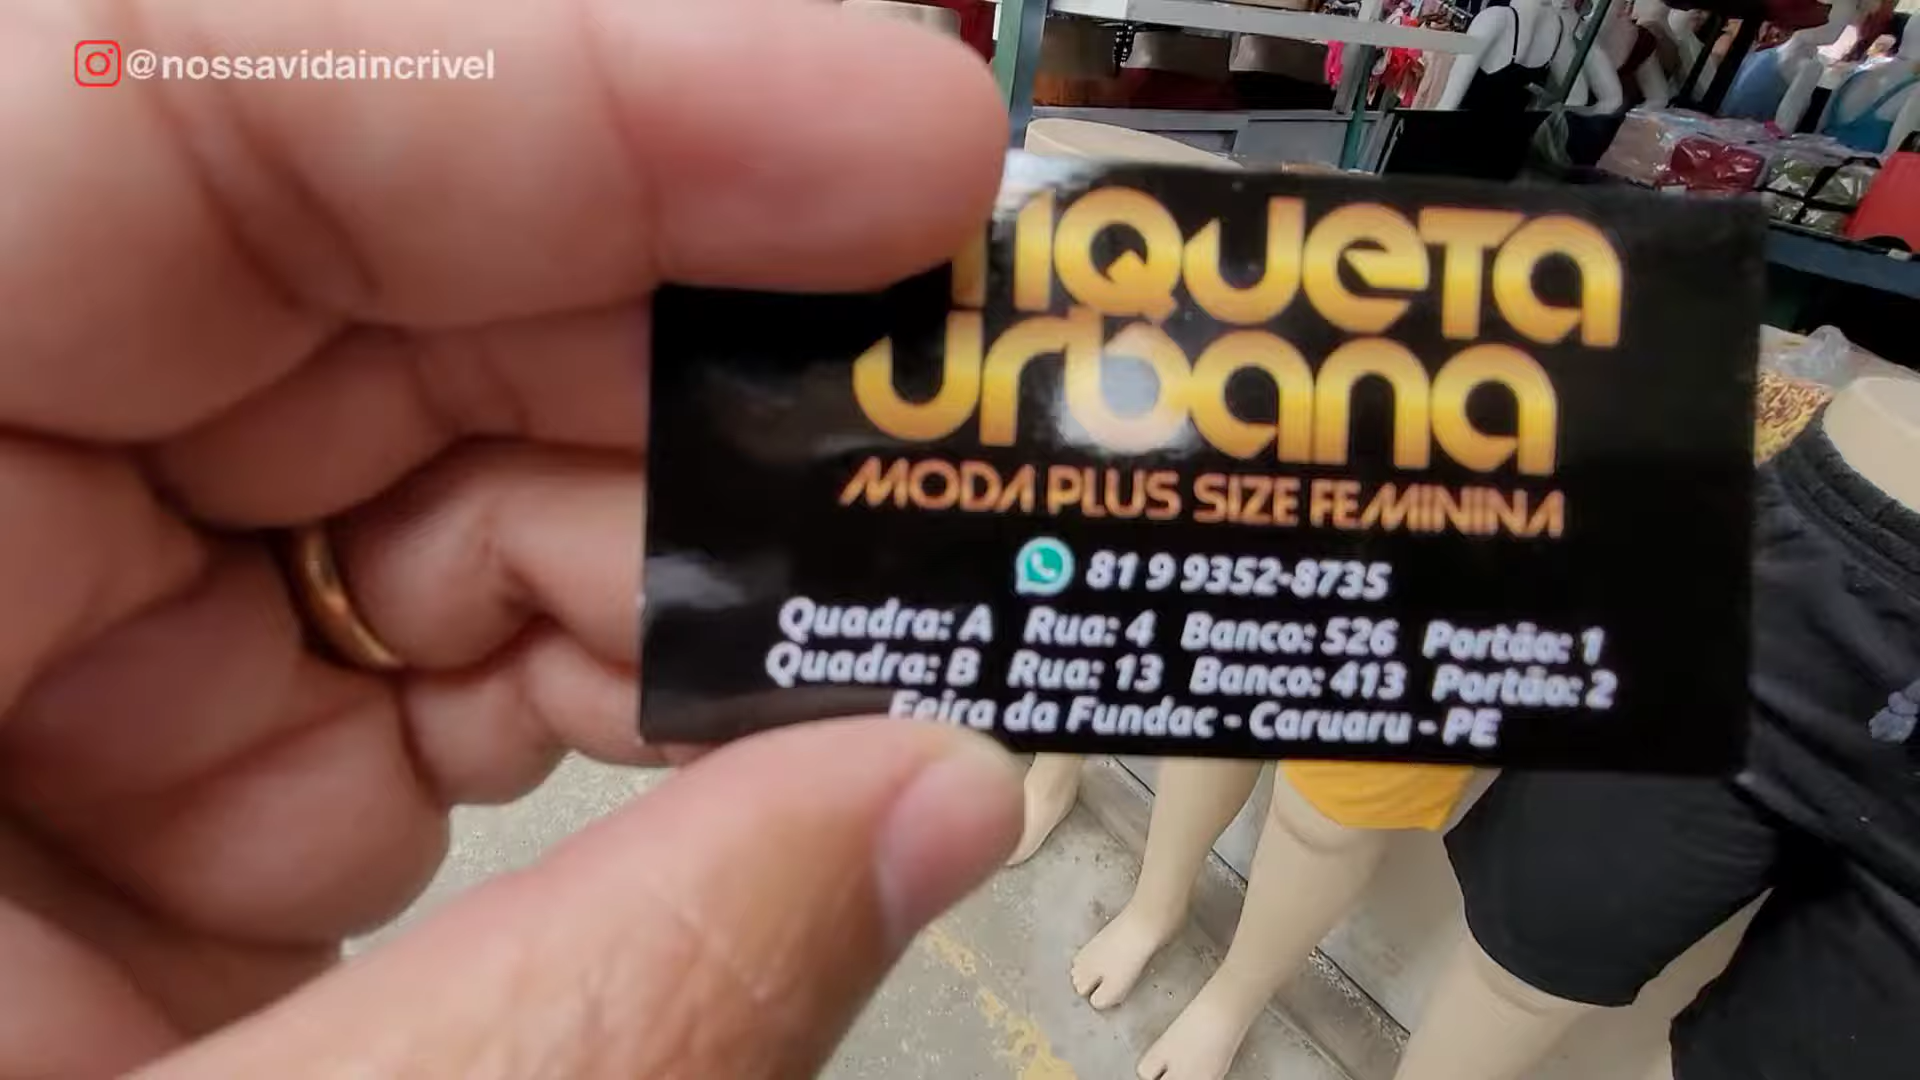 @nossavidaincrivel
urbana
MODA PLUS SIZE FEMININA
81 9 9352-8735
Quadra: A Rua: 4 Banco: 526 Portão: 1
Quadra: B Rua: 13 Banco: 413 Portão: 2
Feira da Fundac - Caruaru - PE